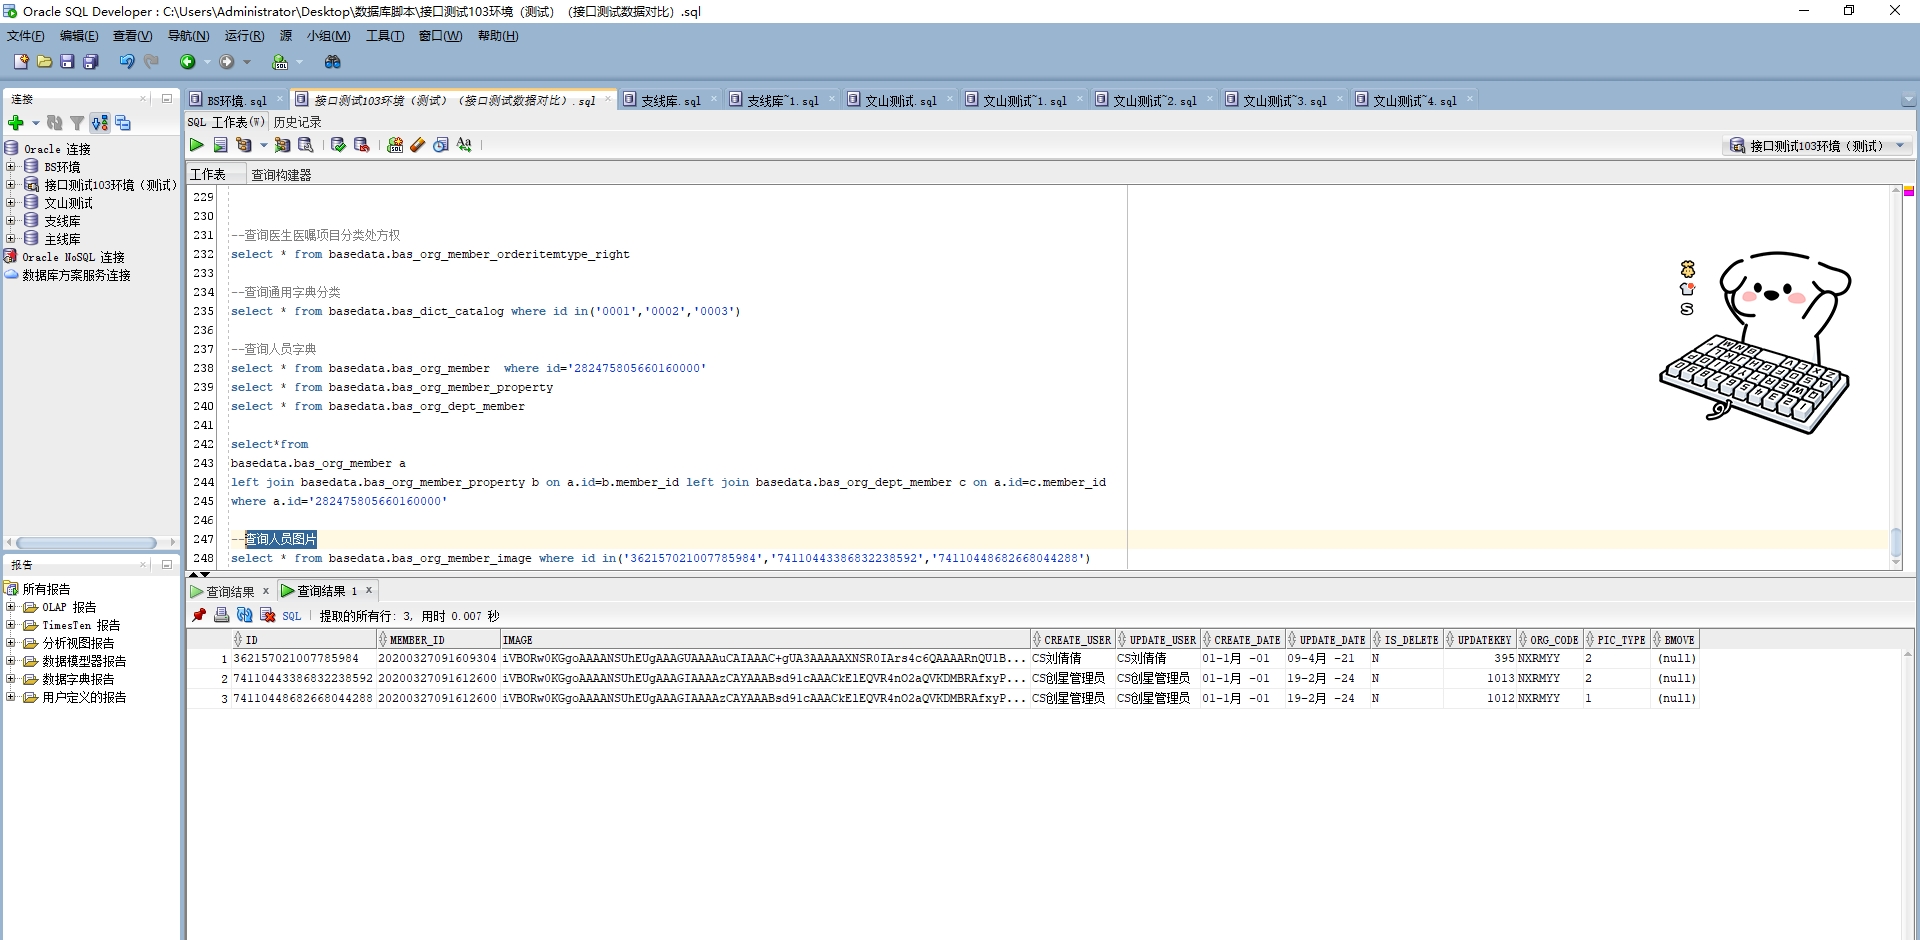 Oracle SQL Developer : C:\Users\Administrator\Desktop\数据库脚本\接口测试103环境（测试）（接口测试数据对比）.sql
文件(F) 编辑(E) 查看(V) 导航(N) 运行(R) 源 小组(M) 工具(T) 窗口(W) 帮助(H)
连接
BS环境.sql 接口测试103环境（测试）（接口测试数据对比）.sql 支线库.sql 支线库~1.sql 文山测试.sql 文山测试~1.sql 文山测试~2.sql 文山测试~3.sql 文山测试~4.sql
SQL 工作表(W) 历史记录
接口测试103环境（测试）
工作表 查询构建器
Oracle 连接
BS环境
接口测试103环境（测试）
文山测试
支线库
主线库
Oracle NoSQL 连接
数据库方案服务连接
229
230
231 --查询医生医嘱项目分类处方权
232 select * from basedata.bas_org_member_orderitemtype_right
233
234 --查询通用字典分类
235 select * from basedata.bas_dict_catalog where id in('0001','0002','0003')
236
237 --查询人员字典
238 select * from basedata.bas_org_member  where id='282475805660160000'
239 select * from basedata.bas_org_member_property
240 select * from basedata.bas_org_dept_member
241
242 select*from
243 basedata.bas_org_member a
244 left join basedata.bas_org_member_property b on a.id=b.member_id left join basedata.bas_org_dept_member c on a.id=c.member_id
245 where a.id='282475805660160000'
246
247 --查询人员图片
248 select * from basedata.bas_org_member_image where id in('362157021007785984','74110443386832238592','74110448682668044288')
报告
所有报告
OLAP 报告
TimesTen 报告
分析视图报告
数据模型器报告
数据字典报告
用户定义的报告
查询结果 x 查询结果 1 x
SQL | 提取的所有行: 3, 用时 0.007 秒
ID MEMBER_ID IMAGE CREATE_USER UPDATE_USER CREATE_DATE UPDATE_DATE IS_DELETE UPDATEKEY ORG_CODE PIC_TYPE BMOVE
1 362157021007785984 20200327091609304 iVBORw0KGgoAAAANSUhEUgAAAGUAAAAuCAIAAAC+gUA3AAAAAXNSR0IArs4c6QAAAARnQU1B... CS刘倩倩 CS刘倩倩 01-1月 -01 09-4月 -21 N 395 NXRMYY 2 (null)
2 74110443386832238592 20200327091612600 iVBORw0KGgoAAAANSUhEUgAAAGIAAAAzCAYAAABsd91cAAACkElEQVR4nO2aQVKDMBRAfxyP... CS创星管理员 CS创星管理员 01-1月 -01 19-2月 -24 N 1013 NXRMYY 2 (null)
3 74110448682668044288 20200327091612600 iVBORw0KGgoAAAANSUhEUgAAAGIAAAAzCAYAAABsd91cAAACkElEQVR4nO2aQVKDMBRAfxyP... CS创星管理员 CS创星管理员 01-1月 -01 19-2月 -24 N 1012 NXRMYY 1 (null)